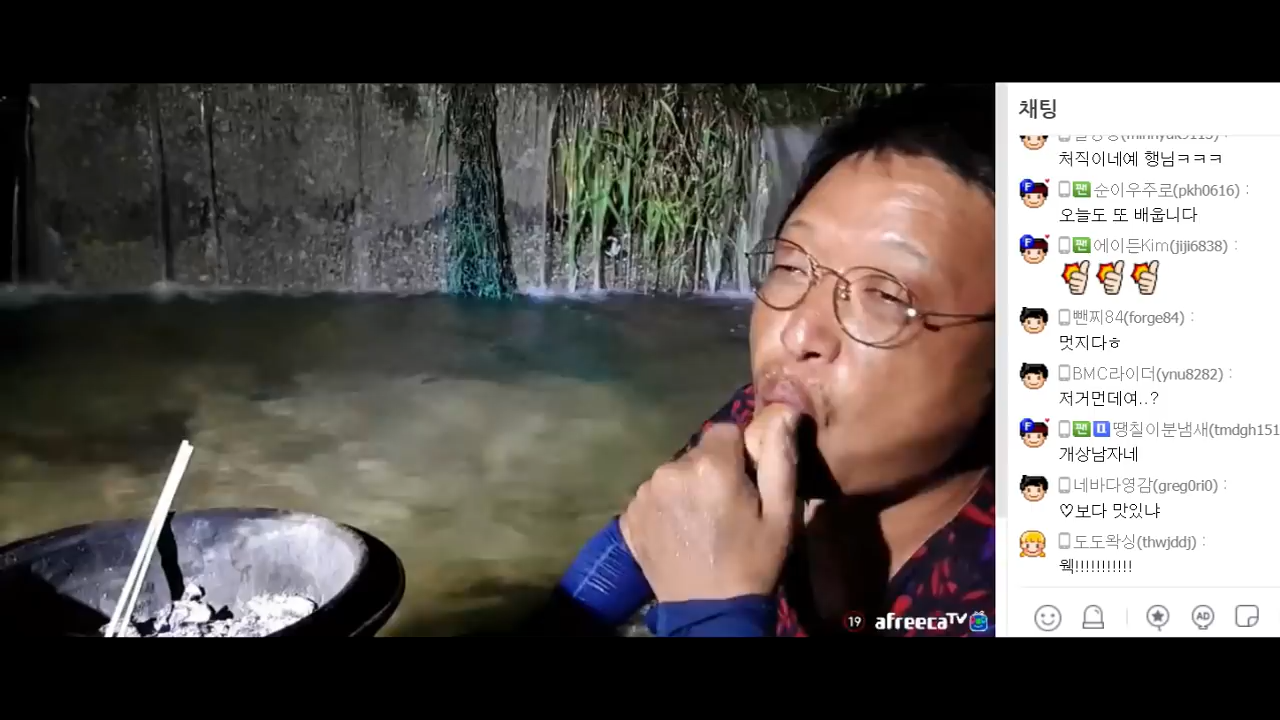 채팅
처직이네예 행님ㅋㅋㅋ
팬 순이우주로(pkh0616) :
오늘도 또 배웁니다
팬 에이든Kim(jiji6838) :
뺀찌84(forge84) :
멋지다ㅎ
BMC라이더(ynu8282) :
저거먼데여..?
팬 땡칠이분냄새(tmdgh151
개상남자네
네바다영감(greg0ri0) :
♡보다 맛있냐
도도왁싱(thwjddj) :
웩!!!!!!!!!!!
AD
19 afreecaTV